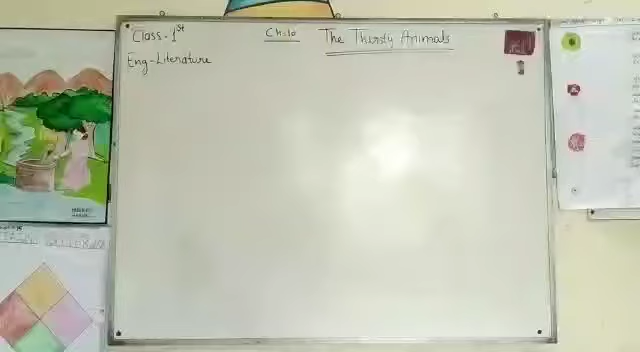 Class - 1st
Ch:10
The Thirsty Animals
Eng-Literature